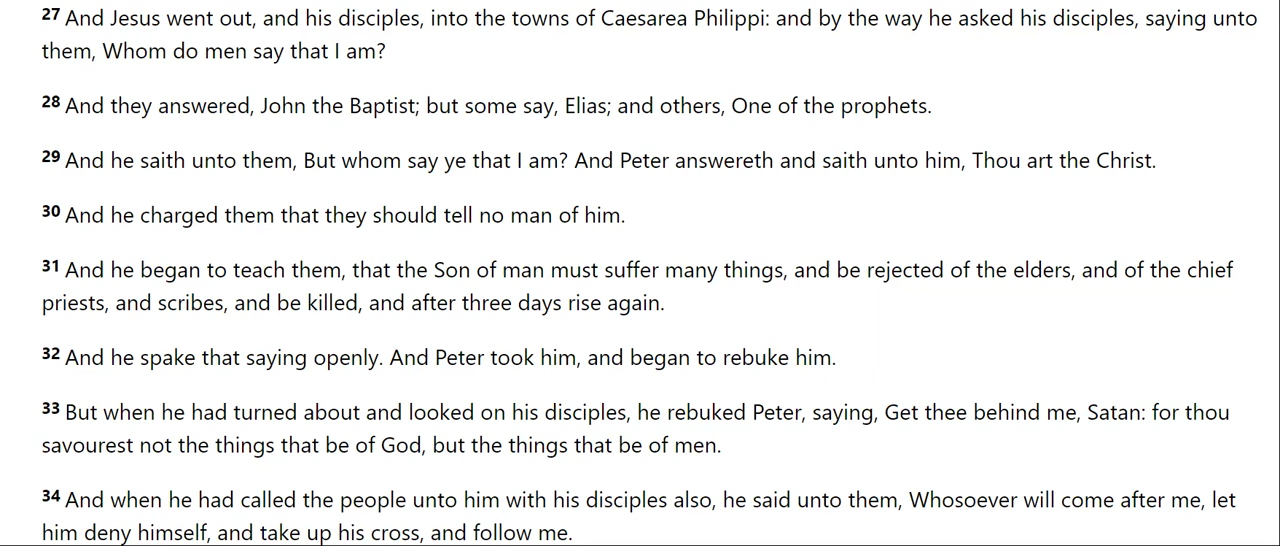 27 And Jesus went out, and his disciples, into the towns of Caesarea Philippi: and by the way he asked his disciples, saying unto
them, Whom do men say that I am?
28 And they answered, John the Baptist; but some say, Elias; and others, One of the prophets.
29 And he saith unto them, But whom say ye that I am? And Peter answereth and saith unto him, Thou art the Christ.
30 And he charged them that they should tell no man of him.
31 And he began to teach them, that the Son of man must suffer many things, and be rejected of the elders, and of the chief
priests, and scribes, and be killed, and after three days rise again.
32 And he spake that saying openly. And Peter took him, and began to rebuke him.
33 But when he had turned about and looked on his disciples, he rebuked Peter, saying, Get thee behind me, Satan: for thou
savourest not the things that be of God, but the things that be of men.
34 And when he had called the people unto him with his disciples also, he said unto them, Whosoever will come after me, let
him deny himself, and take up his cross, and follow me.